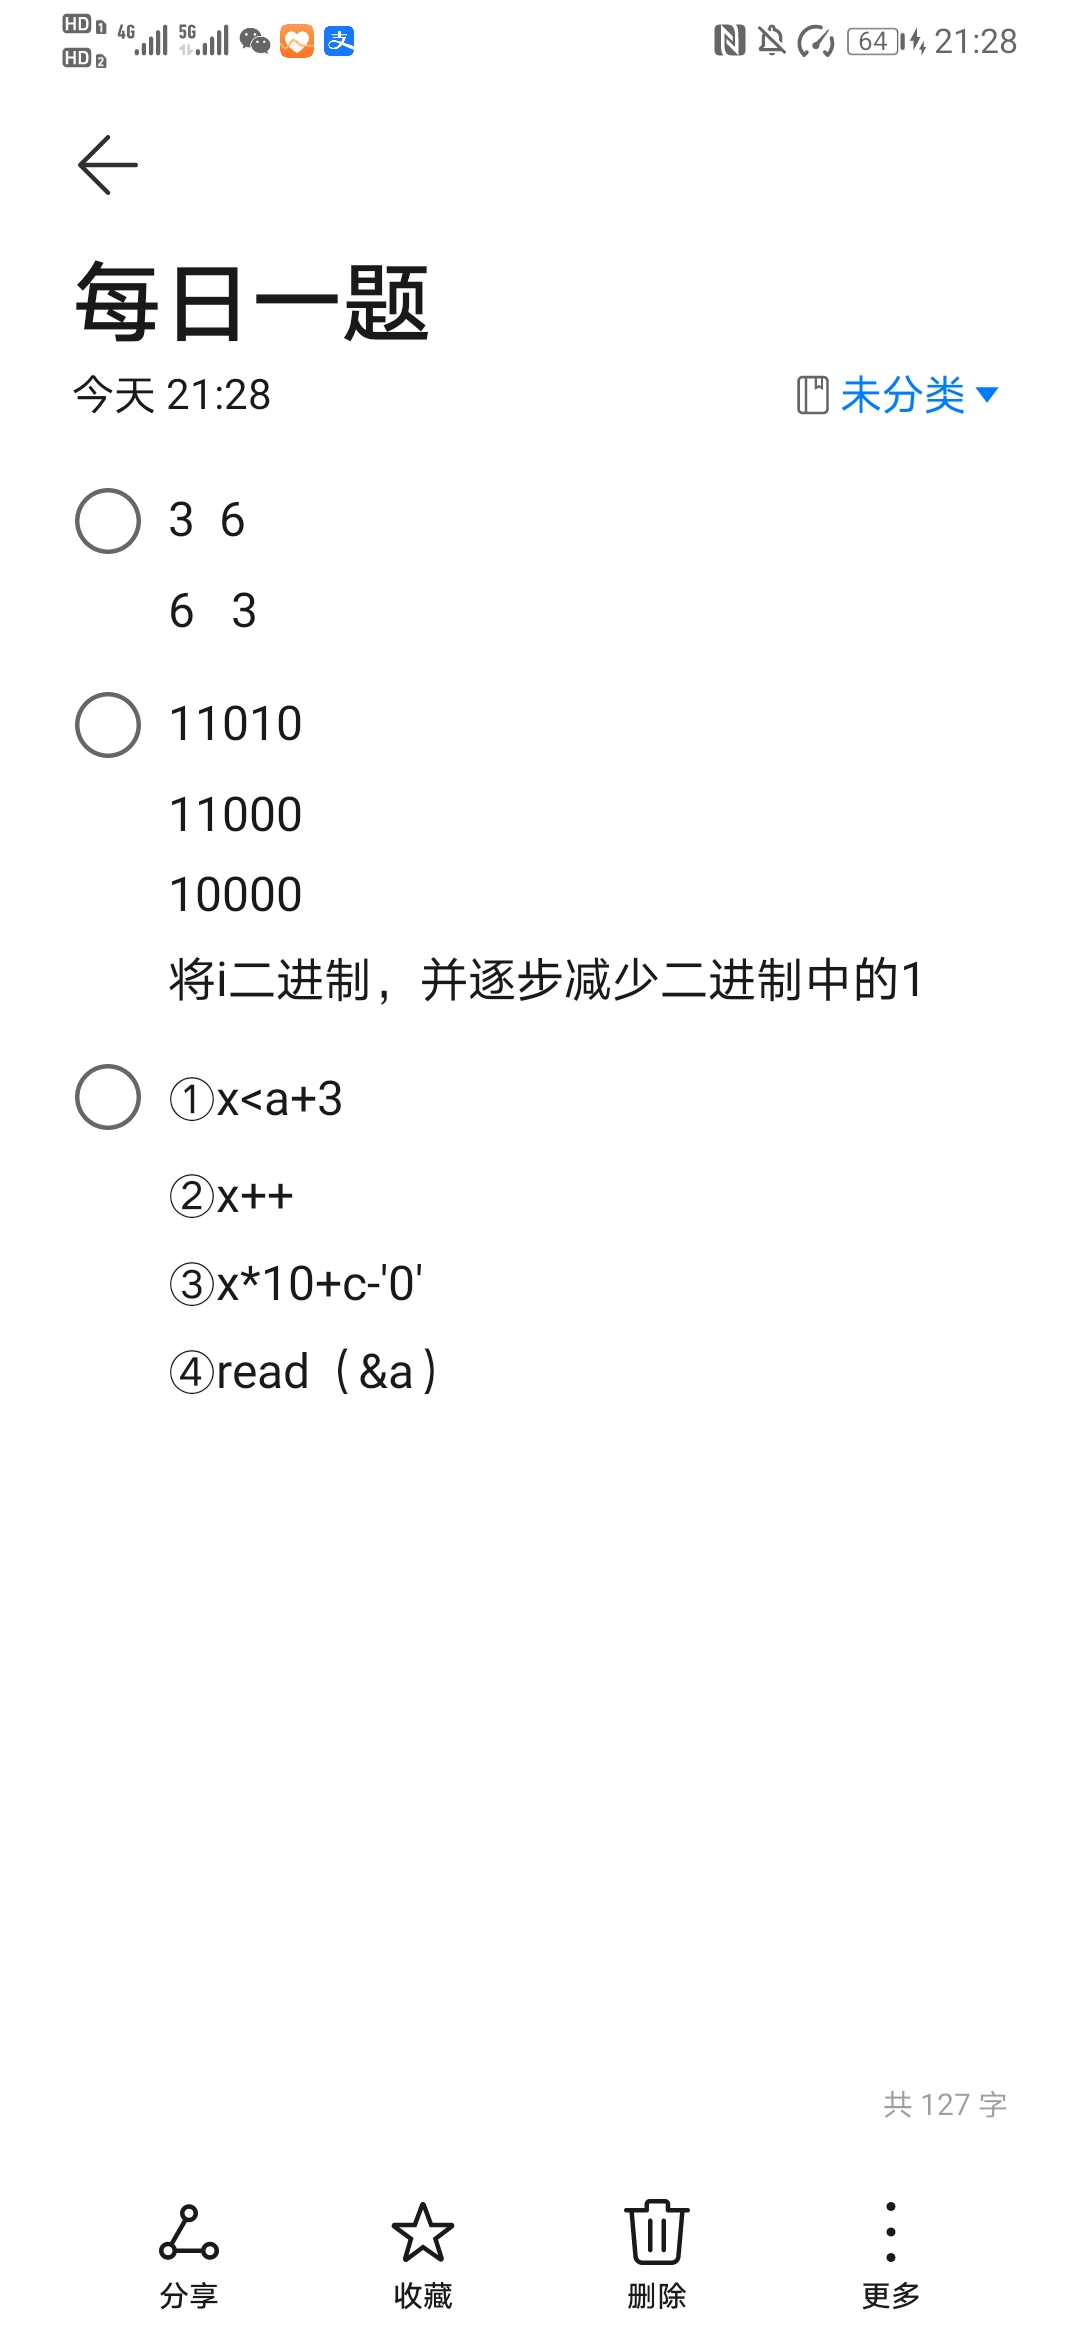 HD 1 4G 5G 64 21:28
HD 2
每日一题
今天 21:28 未分类
3 6
6 3
11010
11000
10000
将i二进制，并逐步减少二进制中的1
①x<a+3
②x++
③x*10+c-'0'
④read（&a）
共 127 字
分享 收藏 删除 更多